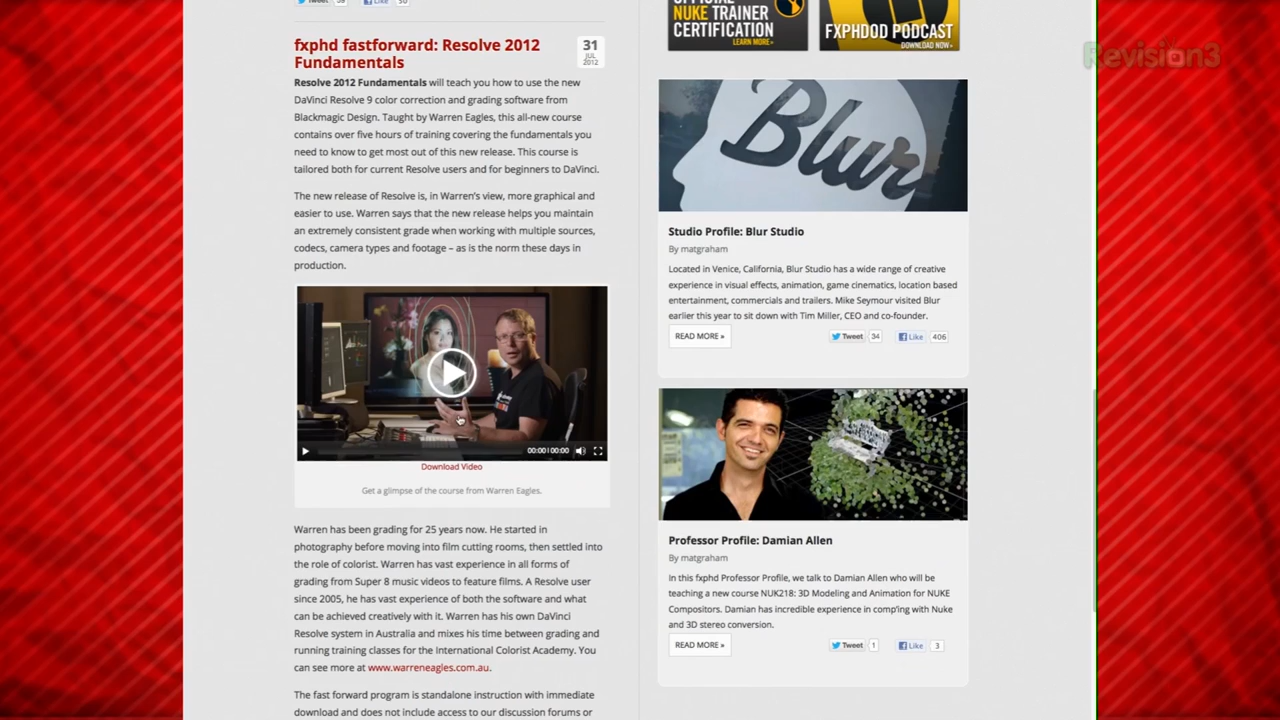 Tweet 39 Like 50
fxphd fastforward: Resolve 2012
Fundamentals
31
JUL
2012
Resolve 2012 Fundamentals will teach you how to use the new
DaVinci Resolve 9 color correction and grading software from
Blackmagic Design. Taught by Warren Eagles, this all-new course
contains over five hours of training covering the fundamentals you
need to know to get most out of this new release. This course is
tailored both for current Resolve users and for beginners to DaVinci.
The new release of Resolve is, in Warren's view, more graphical and
easier to use. Warren says that the new release helps you maintain
an extremely consistent grade when working with multiple sources,
codecs, camera types and footage – as is the norm these days in
production.
00:00|00:00
Download Video
Get a glimpse of the course from Warren Eagles.
Warren has been grading for 25 years now. He started in
photography before moving into film cutting rooms, then settled into
the role of colorist. Warren has vast experience in all forms of
grading from Super 8 music videos to feature films. A Resolve user
since 2005, he has vast experience of both the software and what
can be achieved creatively with it. Warren has his own DaVinci
Resolve system in Australia and mixes his time between grading and
running training classes for the International Colorist Academy. You
can see more at www.warreneagles.com.au.
The fast forward program is standalone instruction with immediate
download and does not include access to our discussion forums or
OFFICIAL
NUKE TRAINER
CERTIFICATION
LEARN MORE>
FXPHDOD PODCAST
DOWNLOAD NOW>
Revision3
Blur
Studio Profile: Blur Studio
By matgraham
Located in Venice, California, Blur Studio has a wide range of creative
experience in visual effects, animation, game cinematics, location based
entertainment, commercials and trailers. Mike Seymour visited Blur
earlier this year to sit down with Tim Miller, CEO and co-founder.
READ MORE » Tweet 34 Like 406
Professor Profile: Damian Allen
By matgraham
In this fxphd Professor Profile, we talk to Damian Allen who will be
teaching a new course NUK218: 3D Modeling and Animation for NUKE
Compositors. Damian has incredible experience in comp'ing with Nuke
and 3D stereo conversion.
READ MORE » Tweet 1 Like 3